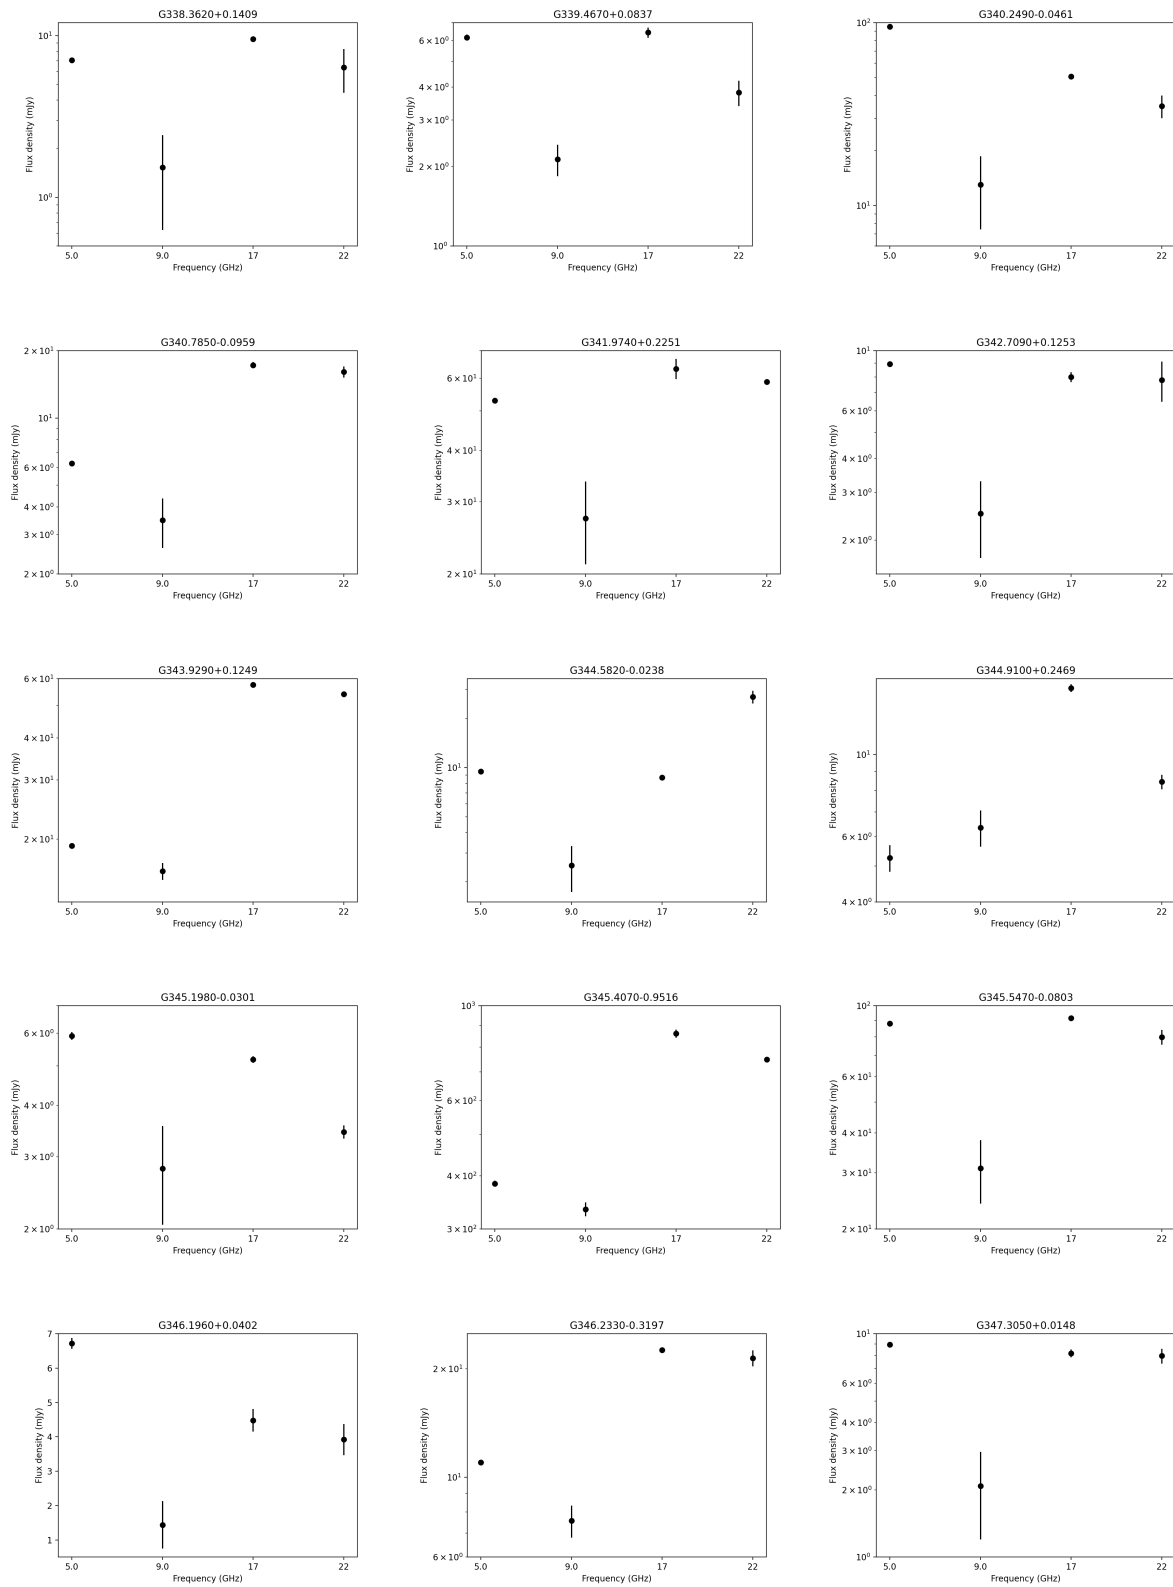 G338.3620+0.1409
10¹
10⁰
Flux density (mJy)
5.0 9.0 17 22
Frequency (GHz)
G339.4670+0.0837
6 × 10⁰
4 × 10⁰
3 × 10⁰
2 × 10⁰
10⁰
Flux density (mJy)
5.0 9.0 17 22
Frequency (GHz)
G340.2490-0.0461
10²
10¹
Flux density (mJy)
5.0 9.0 17 22
Frequency (GHz)
G340.7850-0.0959
2 × 10¹
10¹
6 × 10⁰
4 × 10⁰
3 × 10⁰
2 × 10⁰
Flux density (mJy)
5.0 9.0 17 22
Frequency (GHz)
G341.9740+0.2251
6 × 10¹
4 × 10¹
3 × 10¹
2 × 10¹
Flux density (mJy)
5.0 9.0 17 22
Frequency (GHz)
G342.7090+0.1253
10¹
6 × 10⁰
4 × 10⁰
3 × 10⁰
2 × 10⁰
Flux density (mJy)
5.0 9.0 17 22
Frequency (GHz)
G343.9290+0.1249
6 × 10¹
4 × 10¹
3 × 10¹
2 × 10¹
Flux density (mJy)
5.0 9.0 17 22
Frequency (GHz)
G344.5820-0.0238
10¹
Flux density (mJy)
5.0 9.0 17 22
Frequency (GHz)
G344.9100+0.2469
10¹
6 × 10⁰
4 × 10⁰
Flux density (mJy)
5.0 9.0 17 22
Frequency (GHz)
G345.1980-0.0301
6 × 10⁰
4 × 10⁰
3 × 10⁰
2 × 10⁰
Flux density (mJy)
5.0 9.0 17 22
Frequency (GHz)
G345.4070-0.9516
10³
6 × 10²
4 × 10²
3 × 10²
Flux density (mJy)
5.0 9.0 17 22
Frequency (GHz)
G345.5470-0.0803
10²
6 × 10¹
4 × 10¹
3 × 10¹
2 × 10¹
Flux density (mJy)
5.0 9.0 17 22
Frequency (GHz)
G346.1960+0.0402
7
6
5
4
3
2
1
Flux density (mJy)
5.0 9.0 17 22
Frequency (GHz)
G346.2330-0.3197
2 × 10¹
10¹
6 × 10⁰
Flux density (mJy)
5.0 9.0 17 22
Frequency (GHz)
G347.3050+0.0148
10¹
6 × 10⁰
4 × 10⁰
3 × 10⁰
2 × 10⁰
10⁰
Flux density (mJy)
5.0 9.0 17 22
Frequency (GHz)